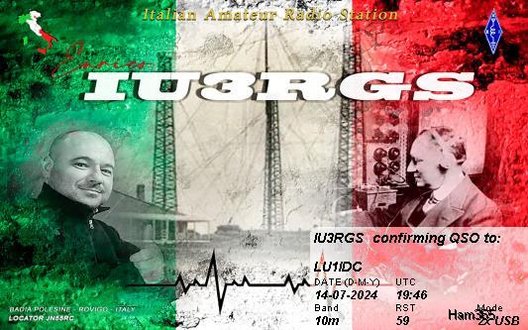 Italian Amateur Radio Station
IU3RGS
IU3RGS confirming QSO to:
LU1IDC
DATE (D-M-Y) UTC
14-07-2024 19:46
Band RST Mode
10m 59 USB
BADIA POLESINE - ROVIGO - ITALY
LOCATOR JN55RC